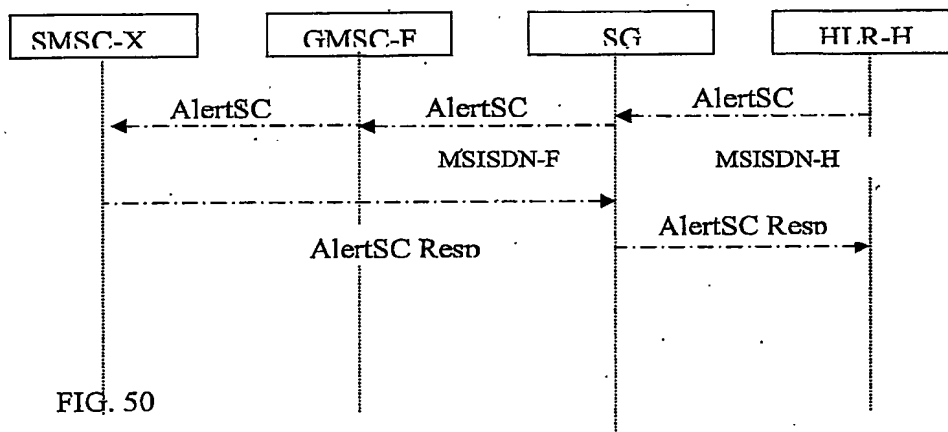 SMSC-X GMSC-F SG HLR-H
AlertSC AlertSC AlertSC
MSISDN-F MSISDN-H
AlertSC Resp
AlertSC Resp
FIG. 50